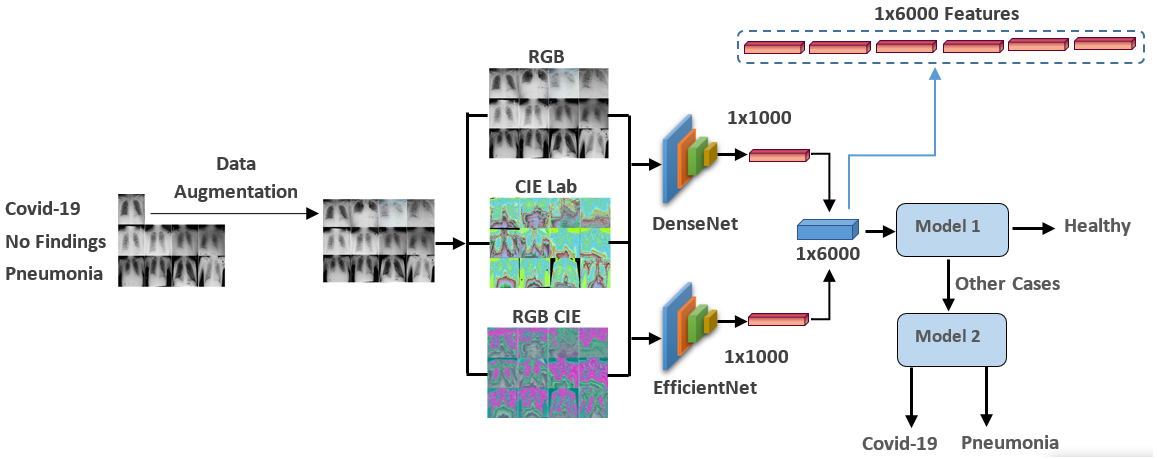 1x6000 Features
RGB
1x1000
Data
Augmentation
CIE Lab
Covid-19
No Findings
Pneumonia
DenseNet
1x6000
Model 1
Healthy
Other Cases
RGB CIE
Model 2
1x1000
EfficientNet
Covid-19
Pneumonia